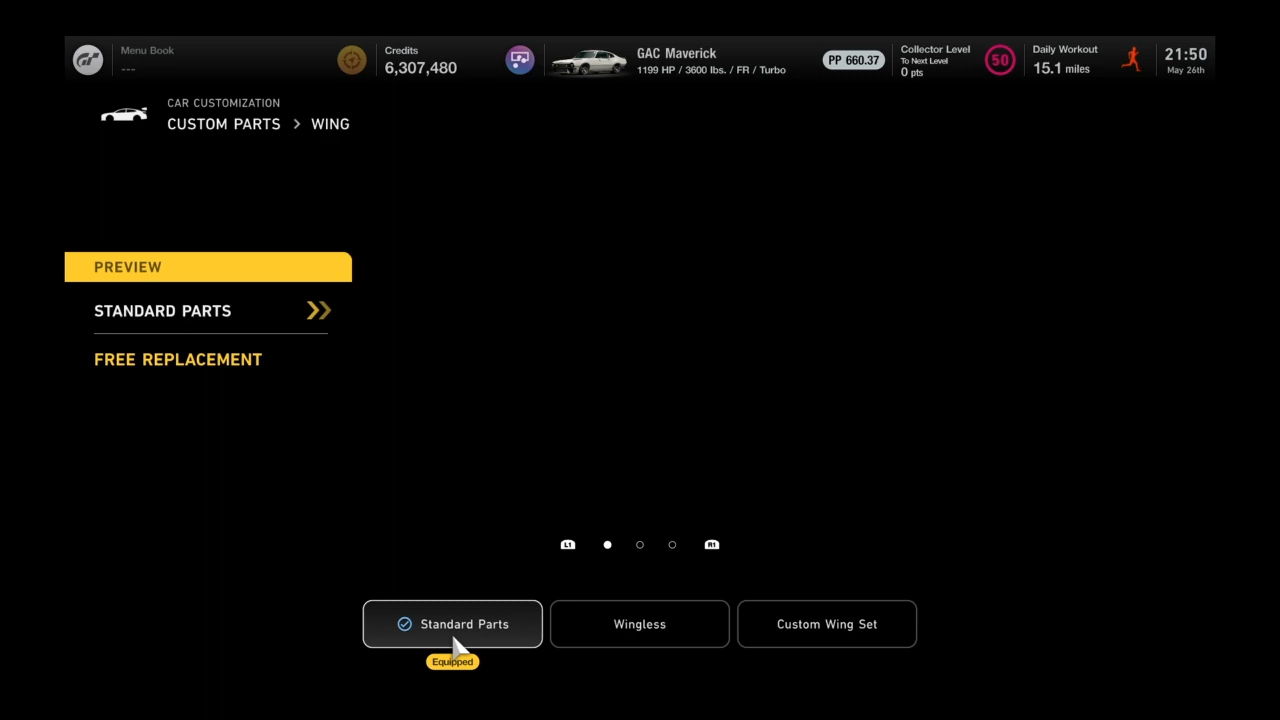 Menu Book
---
Credits
6,307,480
GAC Maverick
1199 HP / 3600 lbs. / FR / Turbo
PP 660.37
Collector Level
To Next Level
0 pts
50
Daily Workout
15.1 miles
21:50
May 26th
CAR CUSTOMIZATION
CUSTOM PARTS > WING
PREVIEW
STANDARD PARTS
FREE REPLACEMENT
L1
R1
Standard Parts
Wingless
Custom Wing Set
Equipped